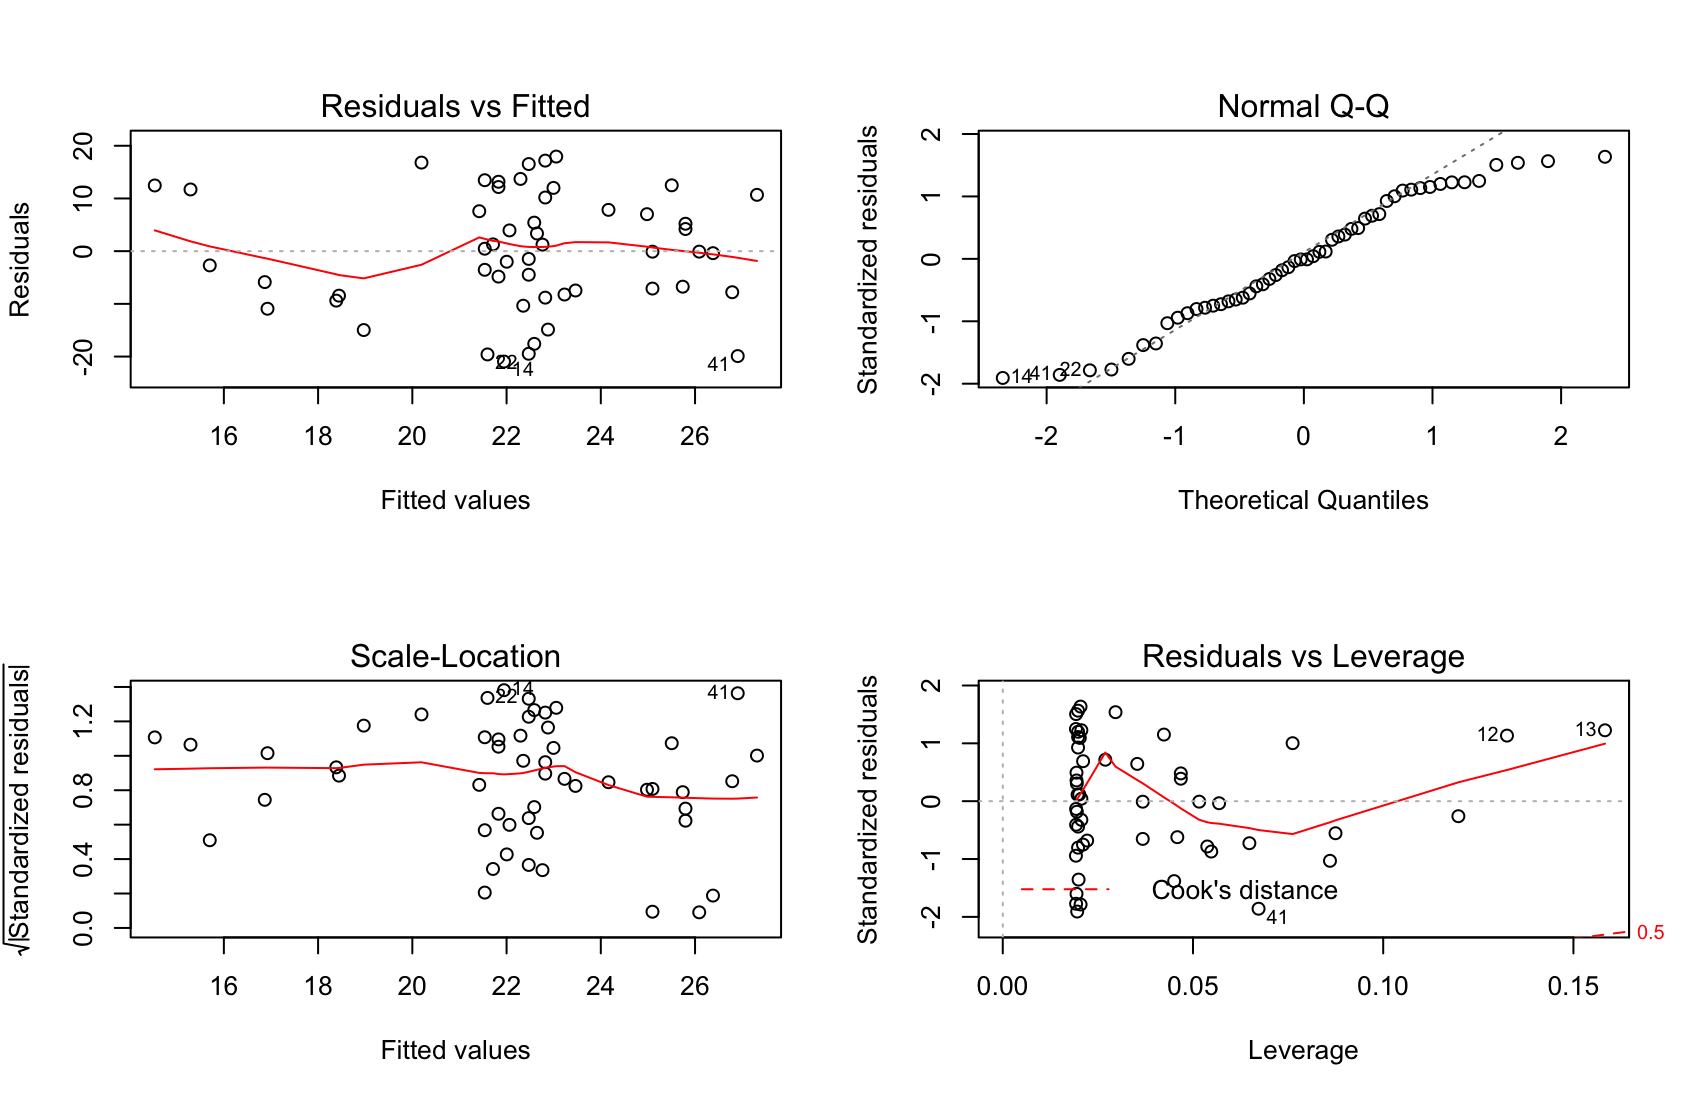 Residuals vs Fitted
Residuals
20
10
0
-20
22
14
41
16 18 20 22 24 26
Fitted values
Normal Q-Q
Standardized residuals
2
1
0
-1
-2
14
41
22
-2 -1 0 1 2
Theoretical Quantiles
Scale-Location
√|Standardized residuals|
1.2
0.8
0.4
0.0
14
22
41
16 18 20 22 24 26
Fitted values
Residuals vs Leverage
Standardized residuals
2
1
0
-1
-2
12
13
Cook's distance
41
0.5
0.00 0.05 0.10 0.15
Leverage